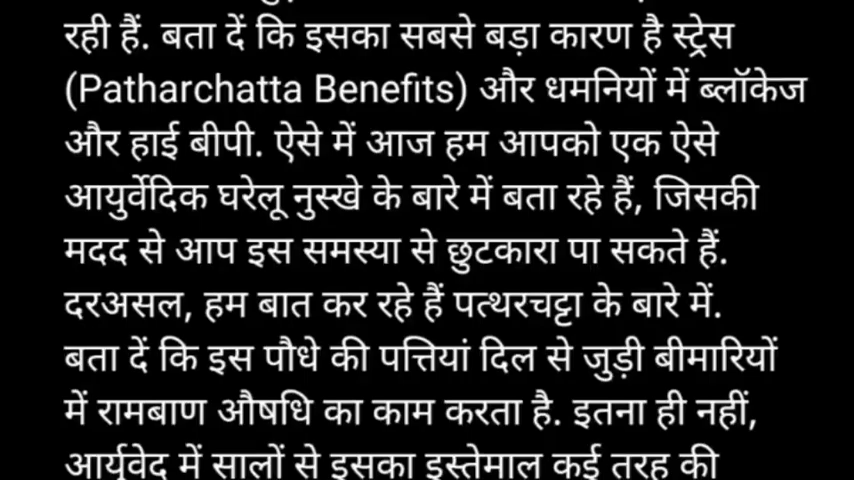 रही हैं. बता दें कि इसका सबसे बड़ा कारण है स्ट्रेस
(Patharchatta Benefits) और धमनियों में ब्लॉकेज
और हाई बीपी. ऐसे में आज हम आपको एक ऐसे
आयुर्वेदिक घरेलू नुस्खे के बारे में बता रहे हैं, जिसकी
मदद से आप इस समस्या से छुटकारा पा सकते हैं.
दरअसल, हम बात कर रहे हैं पत्थरचट्टा के बारे में.
बता दें कि इस पौधे की पत्तियां दिल से जुड़ी बीमारियों
में रामबाण औषधि का काम करता है. इतना ही नहीं,
आर्युवेद में सालों से इसका इस्तेमाल कई तरह की